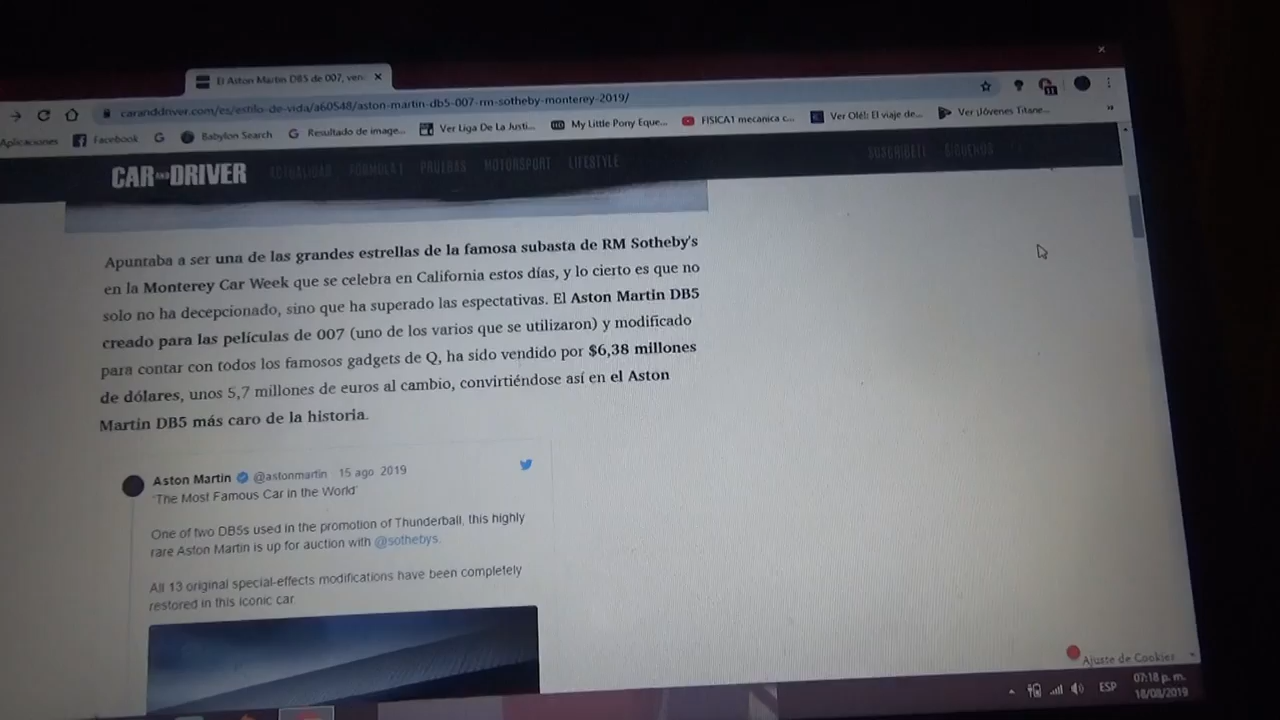 El Aston Martin DB5 de 007, ven
caranddriver.com/es/estilo-de-vida/a60548/aston-martin-db5-007-rm-sotheby-monterey-2019/
Aplicaciones Facebook Babylon Search Resultado de image... Ver Liga De La Justi... My Little Pony Eque... FISICA1 mecanica c... Ver Olé!: El viaje de... Ver ¡Jóvenes Titane...
CAR AND DRIVER ACTUALIDAD FÓRMULA 1 PRUEBAS MOTORSPORT LIFESTYLE SUSCRÍBETE SÍGUENOS
Apuntaba a ser una de las grandes estrellas de la famosa subasta de RM Sotheby's
en la Monterey Car Week que se celebra en California estos días, y lo cierto es que no
solo no ha decepcionado, sino que ha superado las espectativas. El Aston Martin DB5
creado para las películas de 007 (uno de los varios que se utilizaron) y modificado
para contar con todos los famosos gadgets de Q, ha sido vendido por $6,38 millones
de dólares, unos 5,7 millones de euros al cambio, convirtiéndose así en el Aston
Martin DB5 más caro de la historia.
Aston Martin @astonmartin 15 ago 2019
'The Most Famous Car in the World'
One of two DB5s used in the promotion of Thunderball, this highly
rare Aston Martin is up for auction with @sothebys.
All 13 original special-effects modifications have been completely
restored in this iconic car
Ajuste de Cookies
ESP
07:18 p. m.
18/08/2019